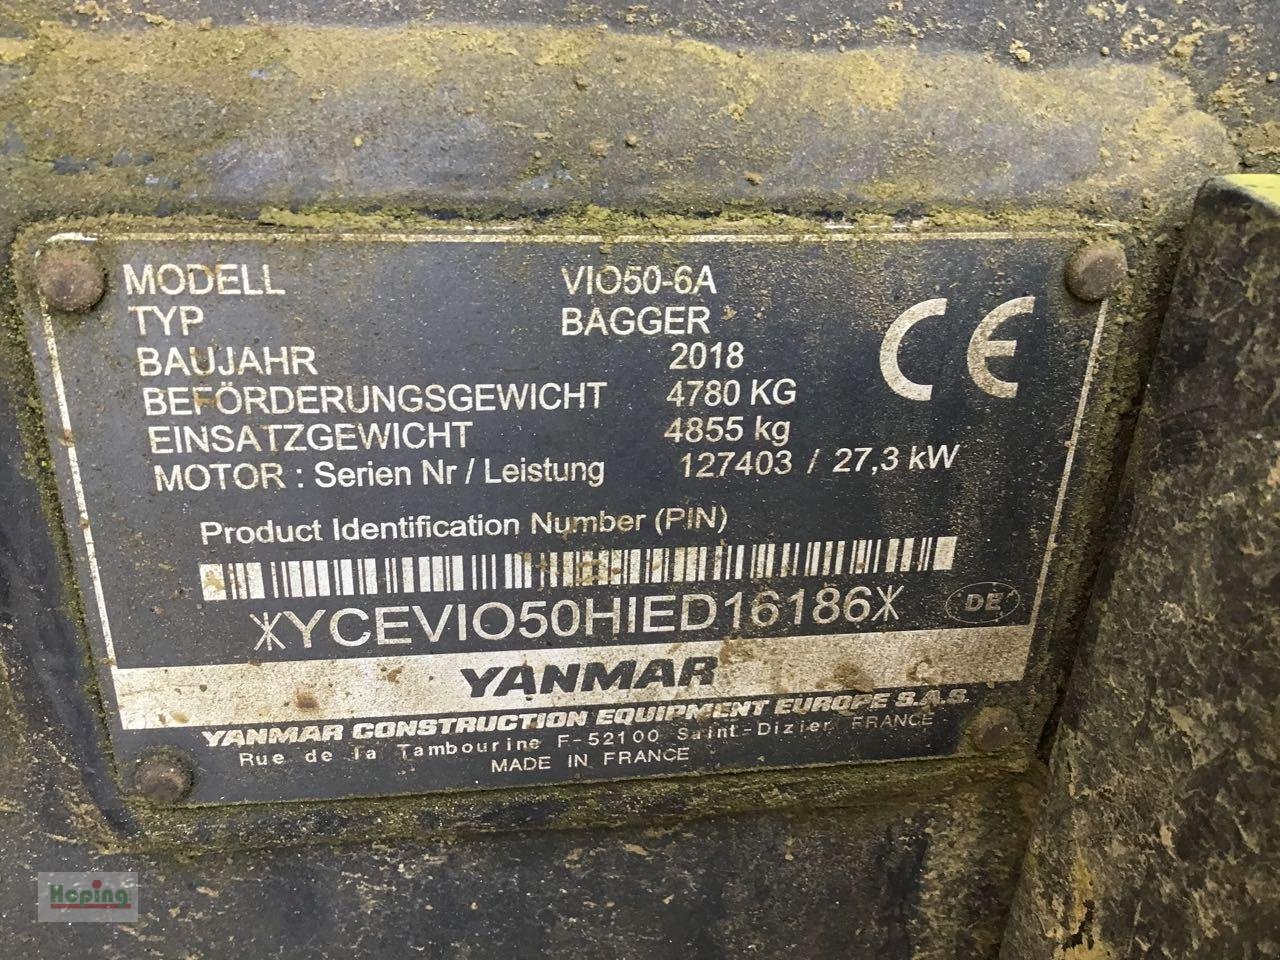 MODELL VIO50-6A
TYP BAGGER
BAUJAHR 2018
BEFÖRDERUNGSGEWICHT 4780 KG
EINSATZGEWICHT 4855 kg
MOTOR : Serien Nr / Leistung 127403 / 27,3 kW
CE
Product Identification Number (PIN)
*YCEVIO50HIED16186*
DE
YANMAR
YANMAR CONSTRUCTION EQUIPMENT EUROPE S.A.S.
Rue de la Tambourine F-52100 Saint-Dizier FRANCE
MADE IN FRANCE
Hoping